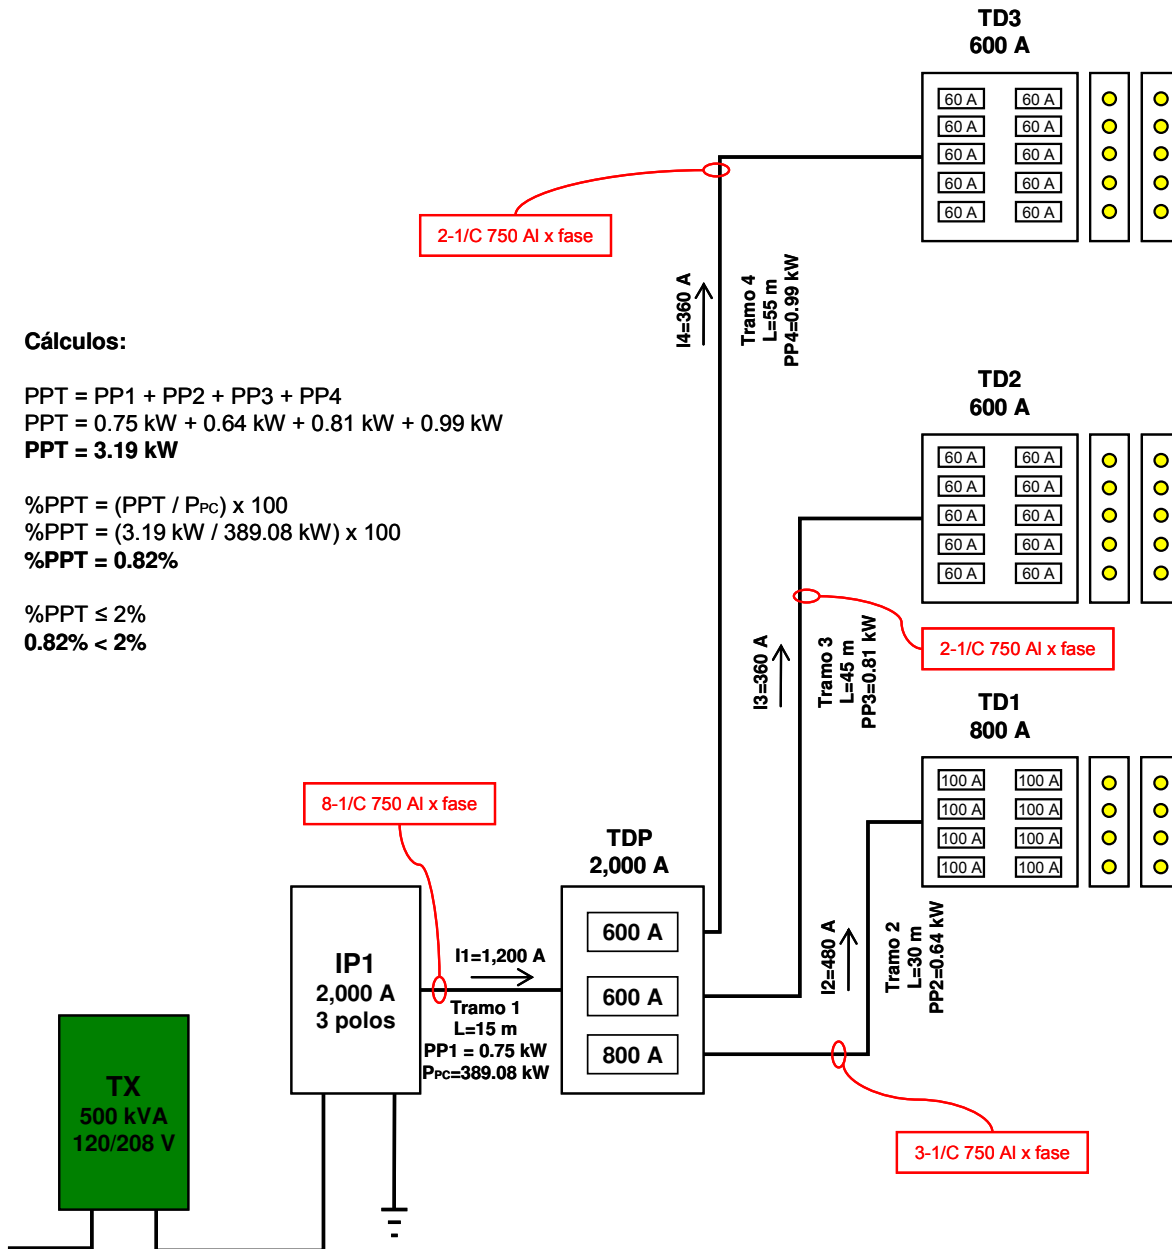 TD3
600 A
60 A 60 A
60 A 60 A
60 A 60 A
60 A 60 A
60 A 60 A
2-1/C 750 Al x fase
I4=360 A
Tramo 4
L=55 m
PP4=0.99 kW
Cálculos:
PPT = PP1 + PP2 + PP3 + PP4
PPT = 0.75 kW + 0.64 kW + 0.81 kW + 0.99 kW
PPT = 3.19 kW
%PPT = (PPT / PPC) x 100
%PPT = (3.19 kW / 389.08 kW) x 100
%PPT = 0.82%
%PPT ≤ 2%
0.82% < 2%
TD2
600 A
60 A 60 A
60 A 60 A
60 A 60 A
60 A 60 A
60 A 60 A
2-1/C 750 Al x fase
I3=360 A
Tramo 3
L=45 m
PP3=0.81 kW
TD1
800 A
100 A 100 A
100 A 100 A
100 A 100 A
100 A 100 A
8-1/C 750 Al x fase
TDP
2,000 A
600 A
600 A
800 A
I2=480 A
Tramo 2
L=30 m
PP2=0.64 kW
IP1
2,000 A
3 polos
I1=1,200 A
Tramo 1
L=15 m
PP1 = 0.75 kW
PPC=389.08 kW
TX
500 kVA
120/208 V
3-1/C 750 Al x fase